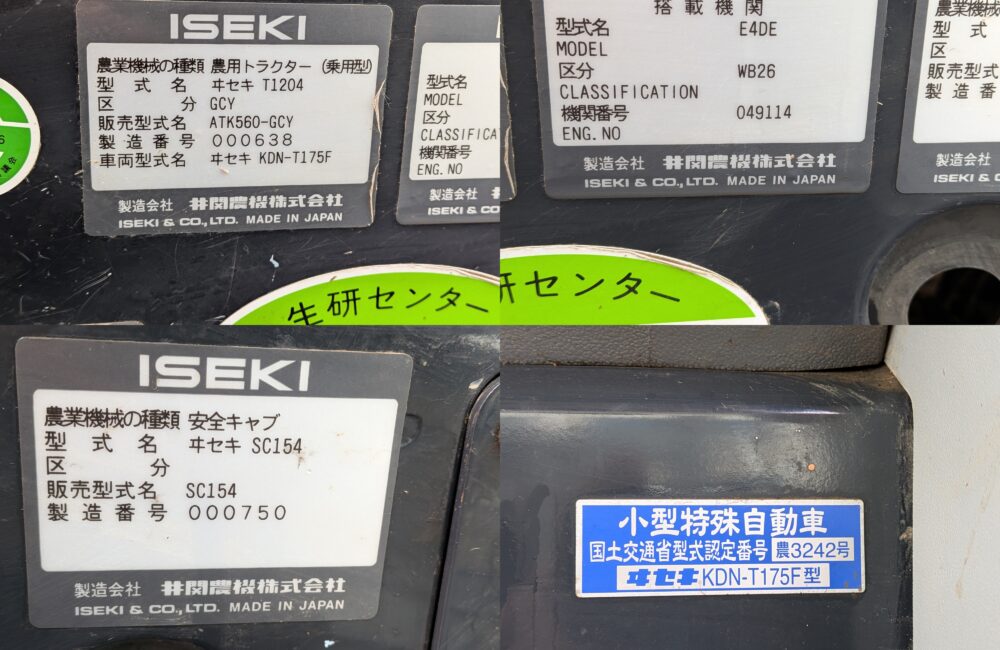 ISEKI
農業機械の種類 農用トラクター (乗用型)
型式名 ヰセキ T1204
区分 GCY
販売型式名 ATK560-GCY
製造番号 000638
車両型式名 ヰセキ KDN-T175F
製造会社 井関農機株式会社
ISEKI & CO., LTD. MADE IN JAPAN
型式名
MODEL
区分
CLASSIFICA
機関番号
ENG. NO
製造会社
ISEKI & CO
生研センター
搭載機関
型式名 E4DE
MODEL
区分 WB26
CLASSIFICATION
機関番号 049114
ENG. NO
製造会社 井関農機株式会社
ISEKI & CO., LTD. MADE IN JAPAN
農業機械の
型式
区
販売型式
製造番
製造会社
ISEKI & C
研センター
ISEKI
農業機械の種類 安全キャブ
型式名 ヰセキ SC154
区分
販売型式名 SC154
製造番号 000750
製造会社 井関農機株式会社
ISEKI & CO., LTD. MADE IN JAPAN
小型特殊自動車
国土交通省型式認定番号 農3242号
ヰセキ KDN-T175F型